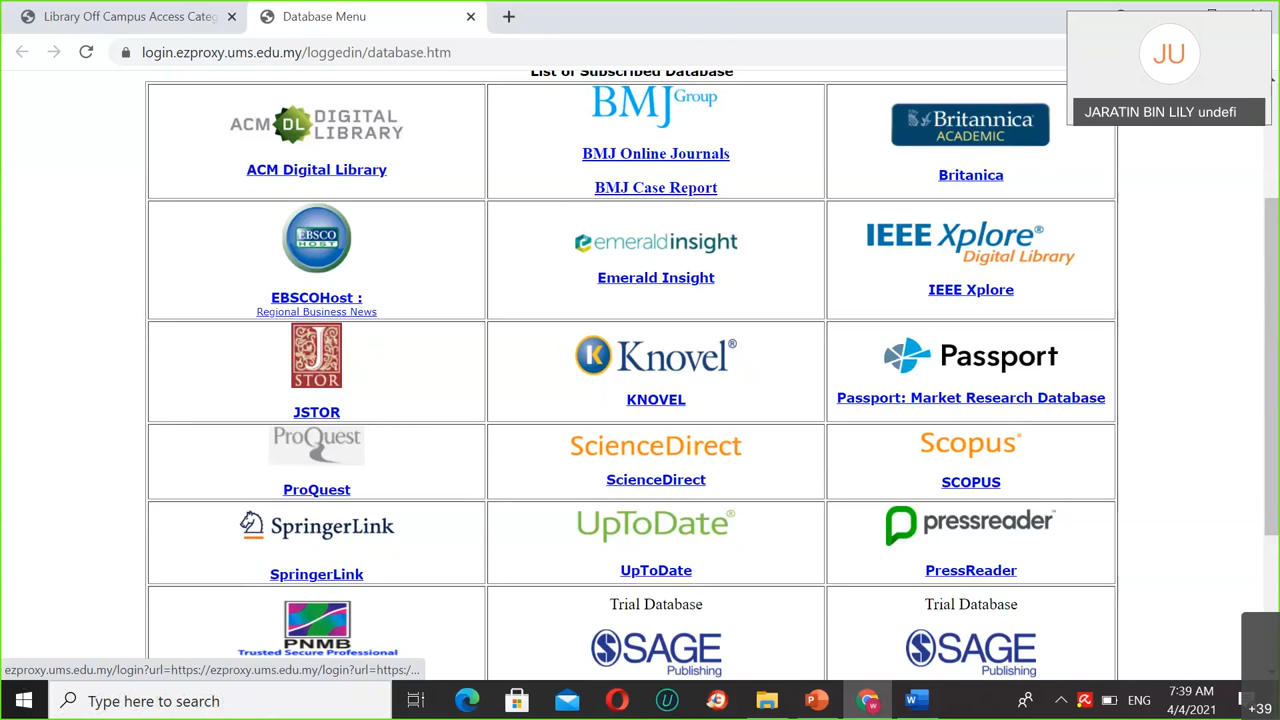 Library Off Campus Access Categ
Database Menu
login.ezproxy.ums.edu.my/loggedin/database.htm
JU
JARATIN BIN LILY undefi
List of Subscribed Database
ACM DL DIGITAL LIBRARY
ACM Digital Library
BMJ Group
BMJ Online Journals
BMJ Case Report
Britannica
ACADEMIC
Britanica
EBSCO
HOST
EBSCOHost :
Regional Business News
emeraldinsight
Emerald Insight
IEEE Xplore®
Digital Library
IEEE Xplore
J
STOR
JSTOR
K Knovel®
KNOVEL
Passport
Passport: Market Research Database
ProQuest
ProQuest
ScienceDirect
ScienceDirect
Scopus®
SCOPUS
SpringerLink
SpringerLink
UpToDate®
UpToDate
pressreader
PressReader
PNMB
Trusted Secure Professional
Trial Database
SSAGE
Publishing
Trial Database
SSAGE
Publishing
ezproxy.ums.edu.my/login?url=https://ezproxy.ums.edu.my/login?url=https:/...
Type here to search
ENG
7:39 AM
4/4/2021
+39